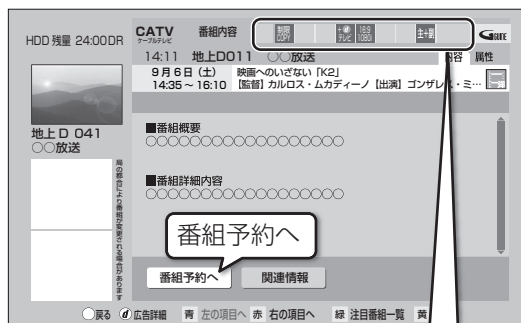 HDD 残量 24:00DR
CATV
ケーブルテレビ
番組内容
制限
COPY
+d
テレビ
16:9
1080i
主+副
G GUIDE
14:11 地上D011 ○○放送
内容 属性
9月6日(土) 映画へのいざない「K2」
14:35~16:10 【監督】カルロス・ムカディーノ【出演】ゴンザレス・ミ…
地上D 041
○○放送
局の都合により番組が変更される場合があります
■番組概要
○○○○○○○○○○○○○○○○○○
■番組詳細内容
○○○○○○○○○○○○○○○○○○
番組予約へ
番組予約へ
関連情報
戻る d 広告詳細 青 左の項目へ 赤 右の項目へ 緑 注目番組一覧 黄